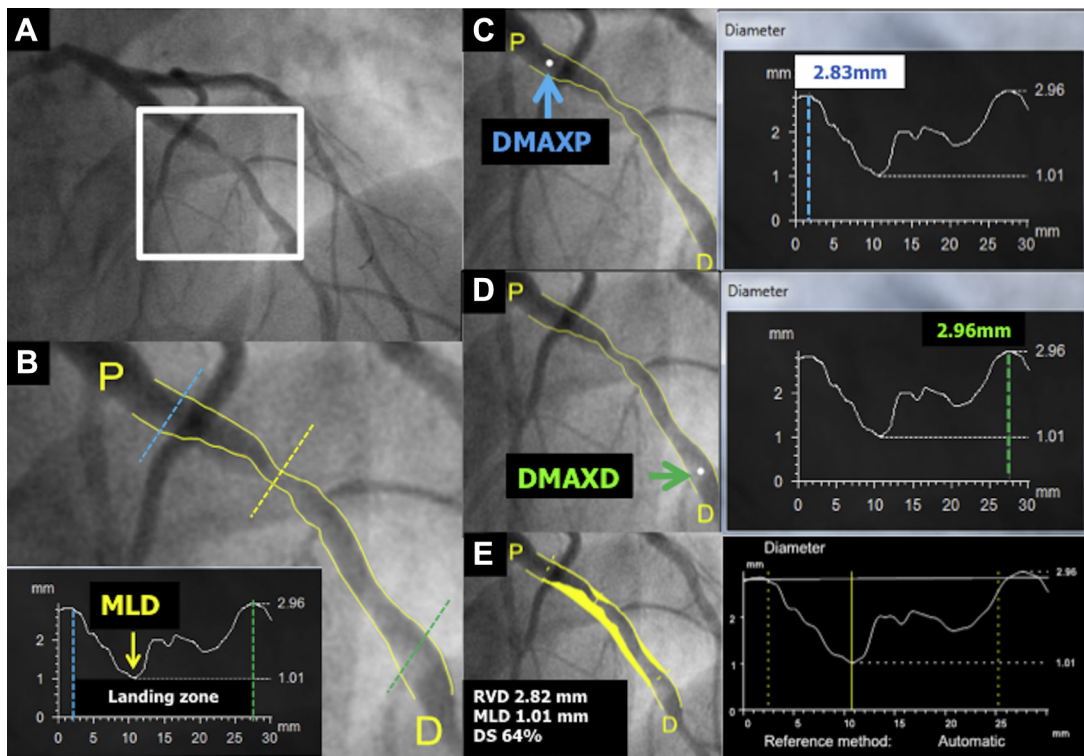 A
B
P
D
mm
2
1
0
MLD
2.96
1.01
Landing zone
0 5 10 15 20 25 30
mm
C
P
DMAXP
D
Diameter
mm
2.83mm
2
1
0
2.96
1.01
mm
0 5 10 15 20 25 30
D
P
DMAXD
D
Diameter
mm
2.96mm
2
1
0
2.96
1.01
mm
0 5 10 15 20 25 30
E
P
D
RVD 2.82 mm
MLD 1.01 mm
DS 64%
Diameter
mm
2
1
0
2.96
1.01
0 5 10 15 20 25
mm
Reference method: Automatic